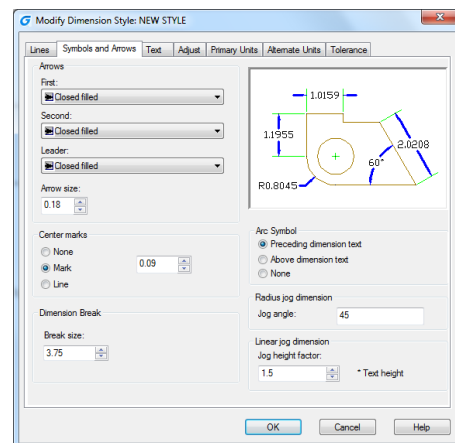 Modify Dimension Style: NEW STYLE
Lines Symbols and Arrows Text Adjust Primary Units Alternate Units Tolerance
Arrows
First:
Closed filled
Second:
Closed filled
Leader:
Closed filled
Arrow size:
0.18
Center marks
None
Mark
0.09
Line
Dimension Break
Break size:
3.75
1.0159
1.1955
2.0208
60°
R0.8045
Arc Symbol
Preceding dimension text
Above dimension text
None
Radius jog dimension
Jog angle:
45
Linear jog dimension
Jog height factor:
1.5
* Text height
OK Cancel Help